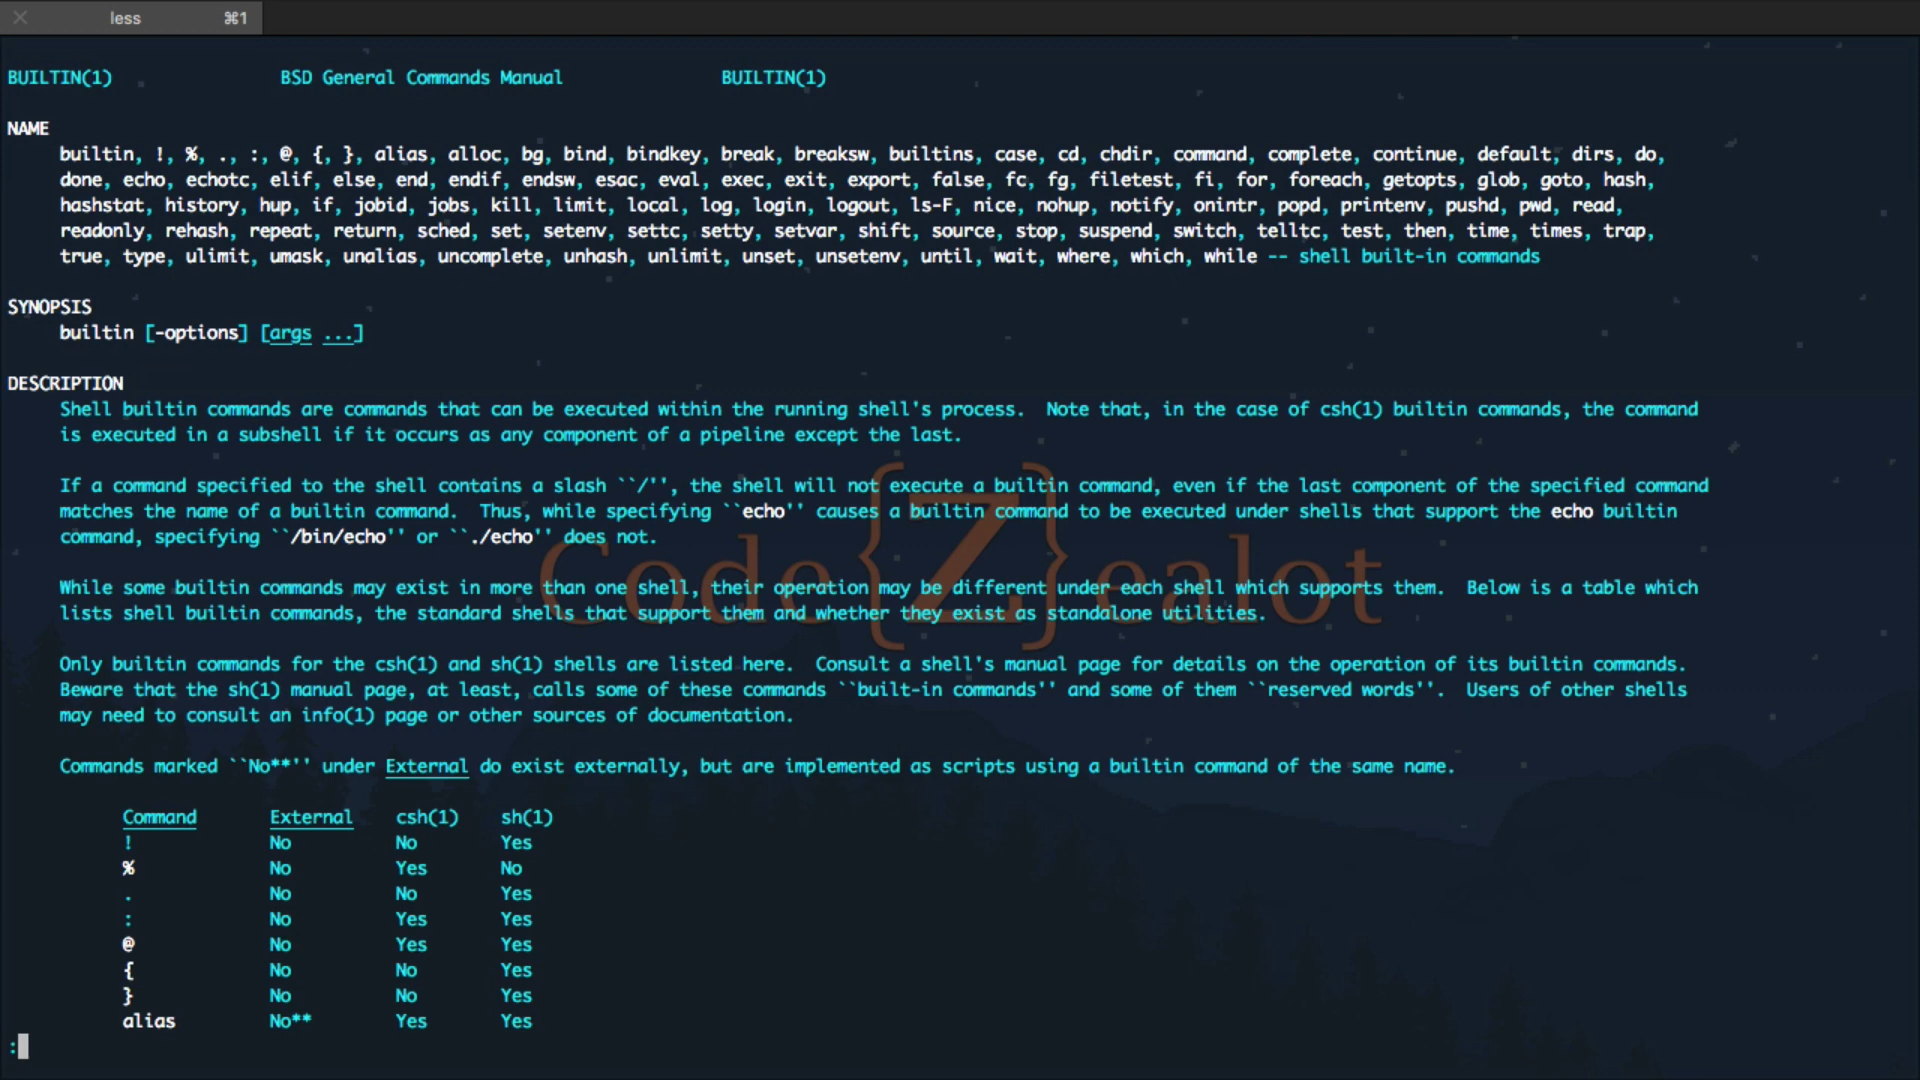 less ⌘1
BUILTIN(1) BSD General Commands Manual BUILTIN(1)
NAME
builtin, !, %, ., :, @, {, }, alias, alloc, bg, bind, bindkey, break, breaksw, builtins, case, cd, chdir, command, complete, continue, default, dirs, do,
done, echo, echotc, elif, else, end, endif, endsw, esac, eval, exec, exit, export, false, fc, fg, filetest, fi, for, foreach, getopts, glob, goto, hash,
hashstat, history, hup, if, jobid, jobs, kill, limit, local, log, login, logout, ls-F, nice, nohup, notify, onintr, popd, printenv, pushd, pwd, read,
readonly, rehash, repeat, return, sched, set, setenv, settc, setty, setvar, shift, source, stop, suspend, switch, telltc, test, then, time, times, trap,
true, type, ulimit, umask, unalias, uncomplete, unhash, unlimit, unset, unsetenv, until, wait, where, which, while -- shell built-in commands
SYNOPSIS
builtin [-options] [args ...]
DESCRIPTION
Shell builtin commands are commands that can be executed within the running shell's process.  Note that, in the case of csh(1) builtin commands, the command
is executed in a subshell if it occurs as any component of a pipeline except the last.
If a command specified to the shell contains a slash ``/'', the shell will not execute a builtin command, even if the last component of the specified command
matches the name of a builtin command.  Thus, while specifying ``echo'' causes a builtin command to be executed under shells that support the echo builtin
command, specifying ``/bin/echo'' or ``./echo'' does not.
Code{Z}ealot
While some builtin commands may exist in more than one shell, their operation may be different under each shell which supports them.  Below is a table which
lists shell builtin commands, the standard shells that support them and whether they exist as standalone utilities.
Only builtin commands for the csh(1) and sh(1) shells are listed here.  Consult a shell's manual page for details on the operation of its builtin commands.
Beware that the sh(1) manual page, at least, calls some of these commands ``built-in commands'' and some of them ``reserved words''.  Users of other shells
may need to consult an info(1) page or other sources of documentation.
Commands marked ``No**'' under External do exist externally, but are implemented as scripts using a builtin command of the same name.
Command External csh(1) sh(1)
! No No Yes
% No Yes No
. No No Yes
: No Yes Yes
@ No Yes Yes
{ No No Yes
} No No Yes
alias No** Yes Yes
: